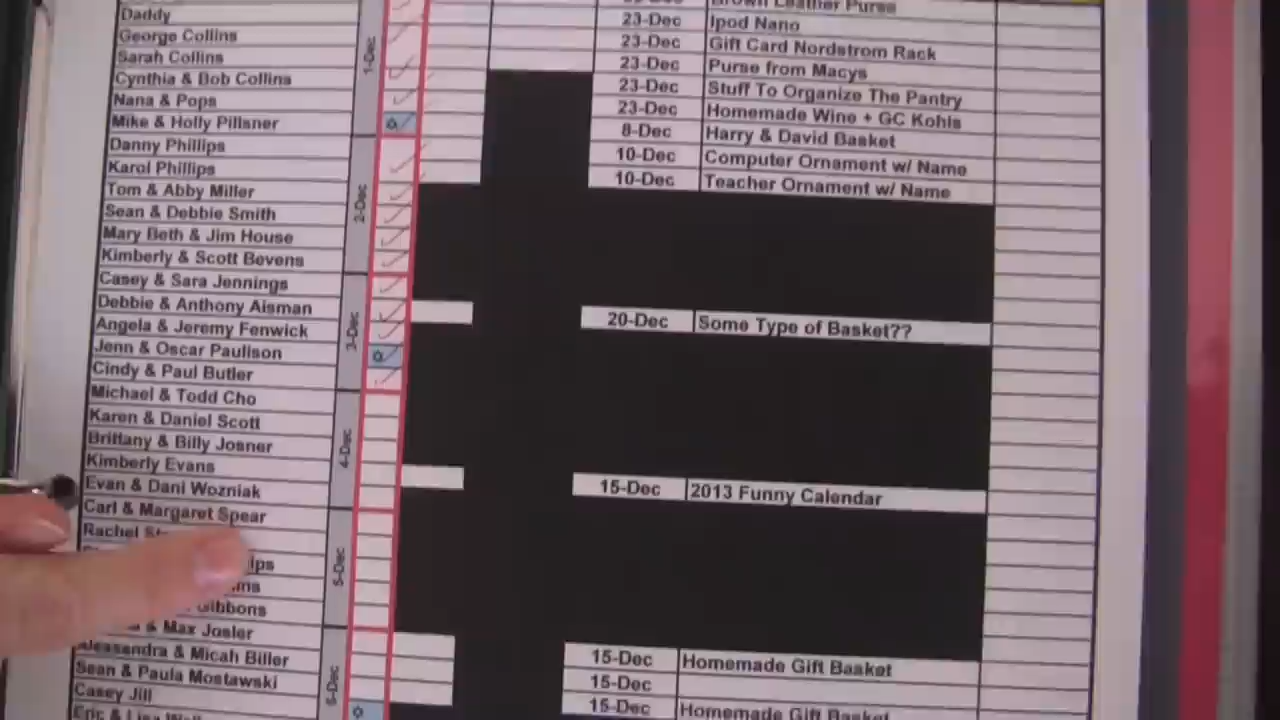 Brown Leather Purse
Daddy
23-Dec Ipod Nano
George Collins
23-Dec Gift Card Nordstrom Rack
Sarah Collins
23-Dec Purse from Macys
Cynthia & Bob Collins
23-Dec Stuff To Organize The Pantry
Nana & Pops
23-Dec Homemade Wine + GC Kohls
Mike & Holly Pillsner
8-Dec Harry & David Basket
Danny Phillips
10-Dec Computer Ornament w/ Name
Karol Phillips
10-Dec Teacher Ornament w/ Name
1-Dec
Tom & Abby Miller
Sean & Debbie Smith
Mary Beth & Jim House
Kimberly & Scott Bevens
2-Dec
Casey & Sara Jennings
Debbie & Anthony Aisman
Angela & Jeremy Fenwick
20-Dec Some Type of Basket??
Jenn & Oscar Paulison
Cindy & Paul Butler
3-Dec
Michael & Todd Cho
Karen & Daniel Scott
Brittany & Billy Josner
Kimberly Evans
4-Dec
Evan & Dani Wozniak
15-Dec 2013 Funny Calendar
Carl & Margaret Spear
Rachel
5-Dec
Gibbons
& Max Josler
Alessandra & Micah Biller
15-Dec Homemade Gift Basket
Sean & Paula Mostawski
15-Dec
Casey Jill
15-Dec Homemade Gift Basket
6-Dec
Eric & Lisa